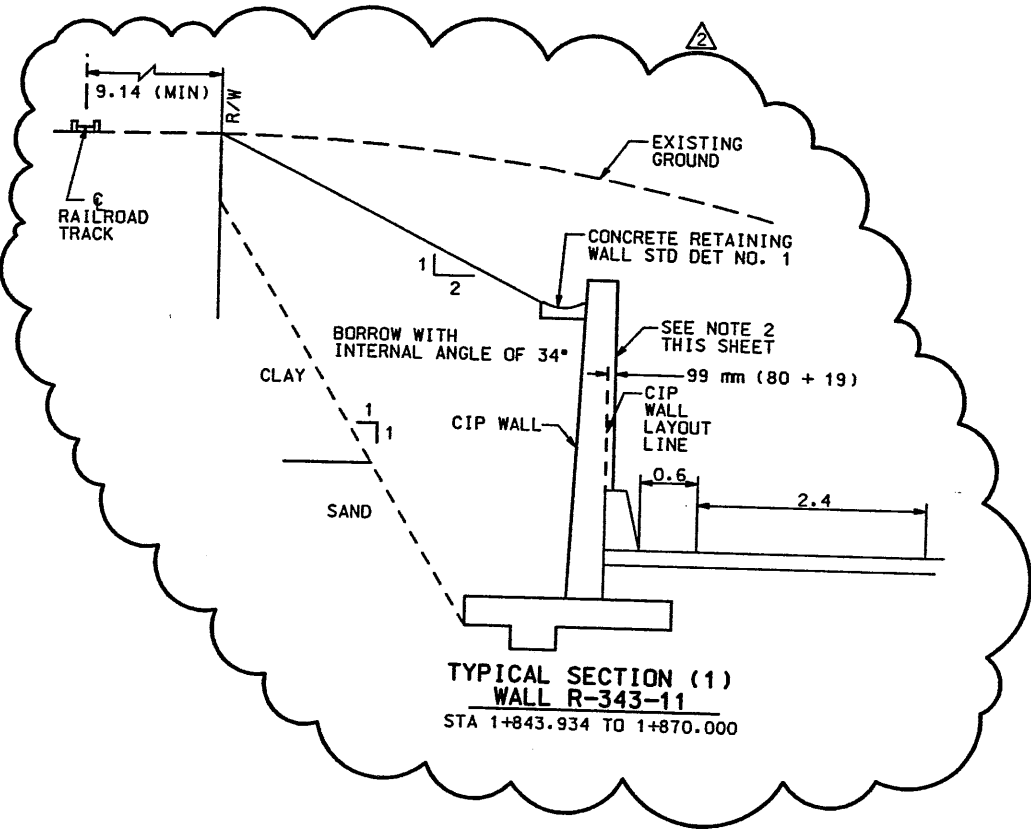 2
9.14 (MIN)
R/W
EXISTING
GROUND
℄
RAILROAD
TRACK
CONCRETE RETAINING
WALL STD DET NO. 1
1
2
BORROW WITH
INTERNAL ANGLE OF 34°
SEE NOTE 2
THIS SHEET
CLAY
99 mm (80 + 19)
1
1
CIP WALL
CIP
WALL
LAYOUT
LINE
0.6
2.4
SAND
TYPICAL SECTION (1)
WALL R-343-11
STA 1+843.934 TO 1+870.000